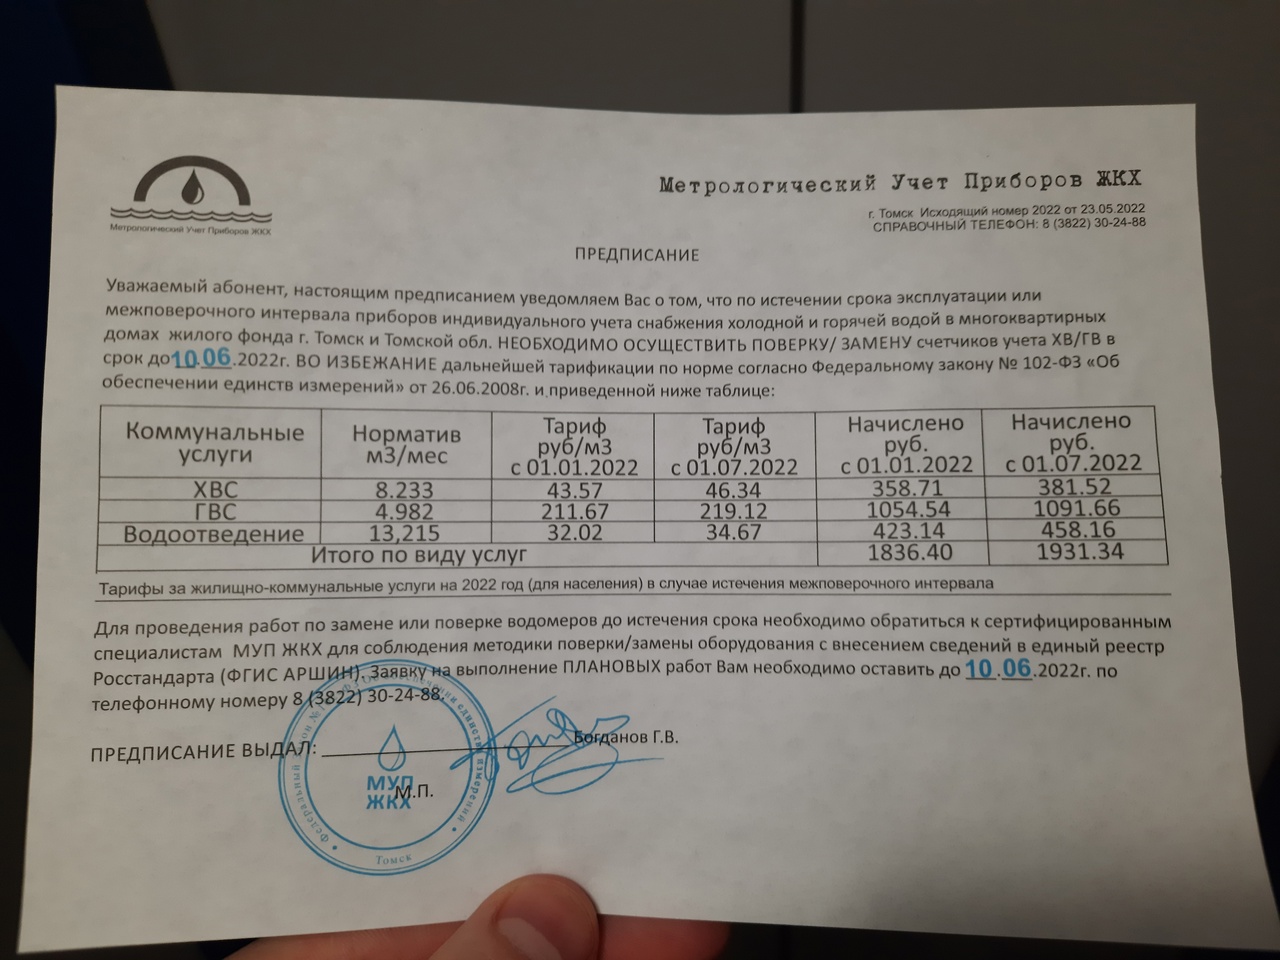 Метрологический Учет Приборов ЖКХ
Метрологический Учет Приборов ЖКХ
г. Томск Исходящий номер 2022 от 23.05.2022
СПРАВОЧНЫЙ ТЕЛЕФОН: 8 (3822) 30-24-88
ПРЕДПИСАНИЕ
Уважаемый абонент, настоящим предписанием уведомляем Вас о том, что по истечении срока эксплуатации или
межповерочного интервала приборов индивидуального учета снабжения холодной и горячей водой в многоквартирных
домах жилого фонда г. Томск и Томской обл. НЕОБХОДИМО ОСУЩЕСТВИТЬ ПОВЕРКУ/ ЗАМЕНУ счетчиков учета ХВ/ГВ в
срок до 10.06.2022г. ВО ИЗБЕЖАНИЕ дальнейшей тарификации по норме согласно Федеральному закону № 102-ФЗ «Об
обеспечении единств измерений» от 26.06.2008г. и приведенной ниже таблице:
Коммунальные услуги Норматив м3/мес Тариф руб/м3 с 01.01.2022 Тариф руб/м3 с 01.07.2022 Начислено руб. с 01.01.2022 Начислено руб. с 01.07.2022
ХВС 8.233 43.57 46.34 358.71 381.52
ГВС 4.982 211.67 219.12 1054.54 1091.66
Водоотведение 13,215 32.02 34.67 423.14 458.16
Итого по виду услуг 1836.40 1931.34
Тарифы за жилищно-коммунальные услуги на 2022 год (для населения) в случае истечения межповерочного интервала
Для проведения работ по замене или поверке водомеров до истечения срока необходимо обратиться к сертифицированным
специалистам МУП ЖКХ для соблюдения методики поверки/замены оборудования с внесением сведений в единый реестр
Росстандарта (ФГИС АРШИН). Заявку на выполнение ПЛАНОВЫХ работ Вам необходимо оставить до 10.06.2022г. по
телефонному номеру 8 (3822) 30-24-88.
ПРЕДПИСАНИЕ ВЫДАЛ: Богданов Г.В.
МУП
ЖКХ
М.П.
Томск